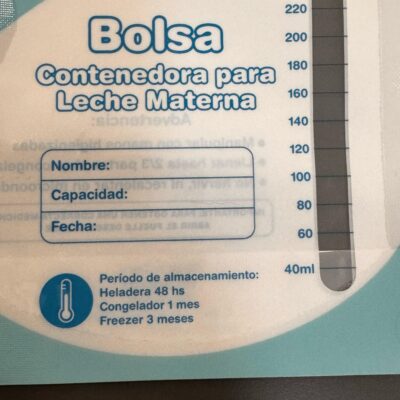 Bolsa
Contenedora para
Leche Materna
Nombre:
Capacidad:
Fecha:
Período de almacenamiento:
Heladera 48 hs
Congelador 1 mes
Freezer 3 meses
220
200
180
160
140
120
100
80
60
40ml